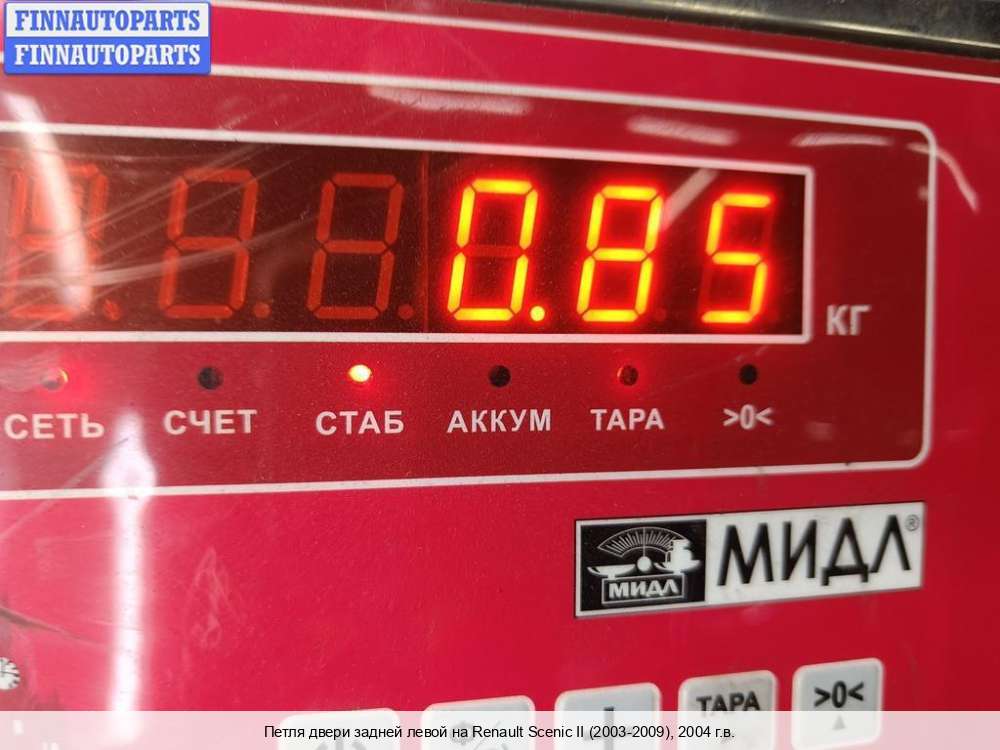 FINNAUTOPARTS
FINNAUTOPARTS
0.85
КГ
СЕТЬ СЧЕТ СТАБ АККУМ ТАРА >0<
МИДЛ МИДЛ®
ТАРА >0<
Петля двери задней левой на Renault Scenic II (2003-2009), 2004 г.в.